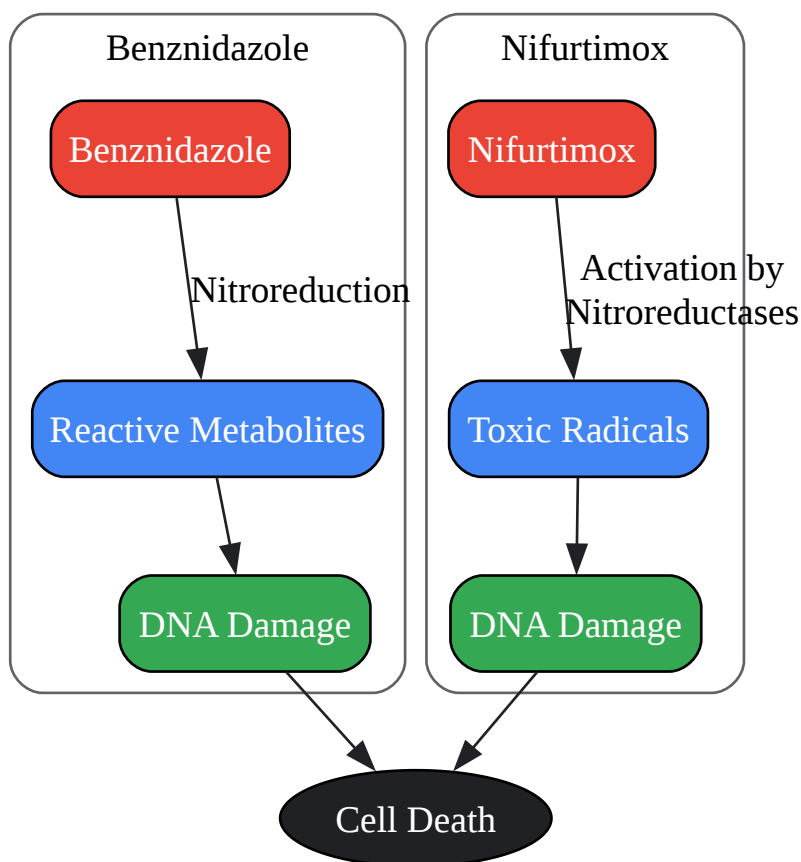 Benznidazole
Benznidazole
Nitroreduction
Reactive Metabolites
DNA Damage
Nifurtimox
Nifurtimox
Activation by
Nitroreductases
Toxic Radicals
DNA Damage
Cell Death